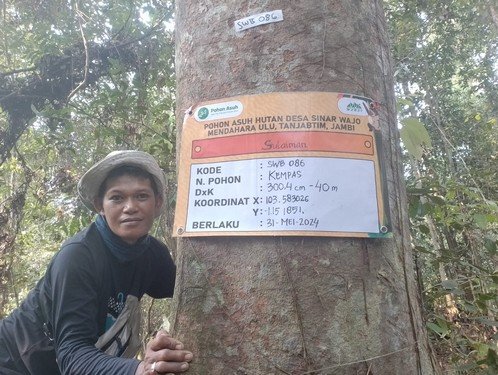 SWB 086
Pohon Asuh
POHON ASUH HUTAN DESA SINAR WAJO
MENDAHARA ULU, TANJABTIM, JAMBI
Sulaiman
KODE : SWB 086
N. POHON : KEMPAS
DxK : 300.4 cm - 40 m
KOORDINAT X: 103.583026
Y: -1.15 1851.
BERLAKU : 31-MEI-2024